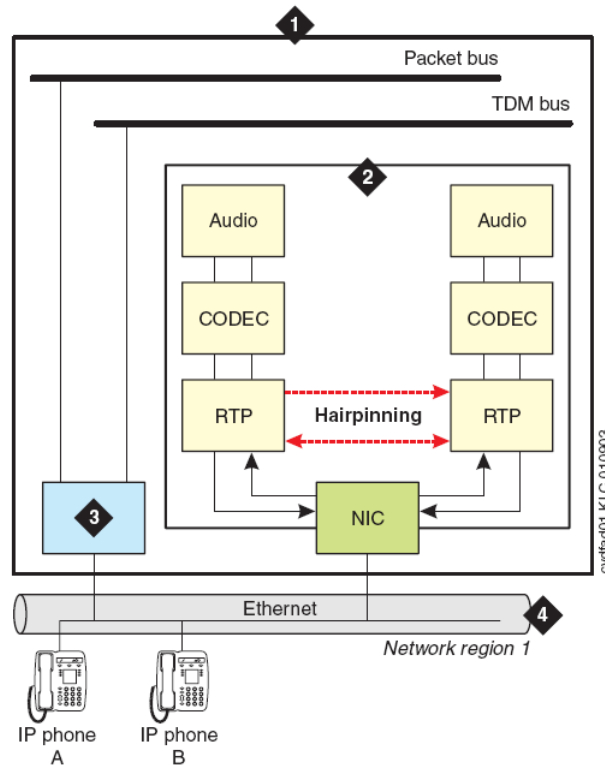 1
Packet bus
TDM bus
2
Audio
Audio
CODEC
CODEC
RTP
Hairpinning
RTP
3
NIC
Ethernet
4
Network region 1
IP phone
A
IP phone
B